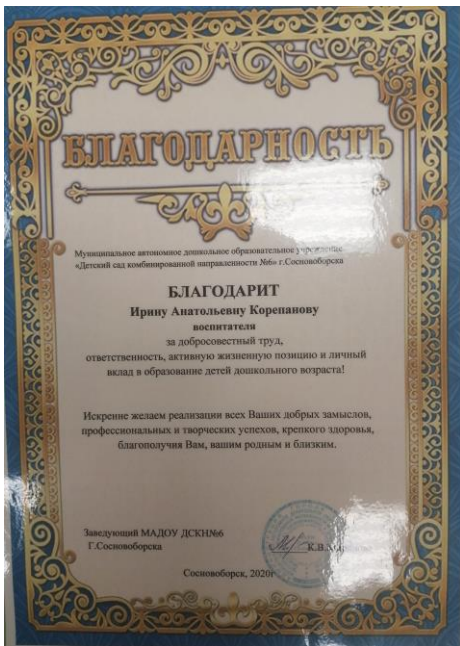 БЛАГОДАРНОСТЬ
Муниципальное автономное дошкольное образовательное учреждение
«Детский сад комбинированной направленности №6» г.Сосновоборска
БЛАГОДАРИТ
Ирину Анатольевну Корепанову
воспитателя
за добросовестный труд,
ответственность, активную жизненную позицию и личный
вклад в образование детей дошкольного возраста!
Искренне желаем реализации всех Ваших добрых замыслов,
профессиональных и творческих успехов, крепкого здоровья,
благополучия Вам, вашим родным и близким.
Заведующий МАДОУ ДСКН№6
Г.Сосновоборска
К.В.
Сосновоборск, 2020г